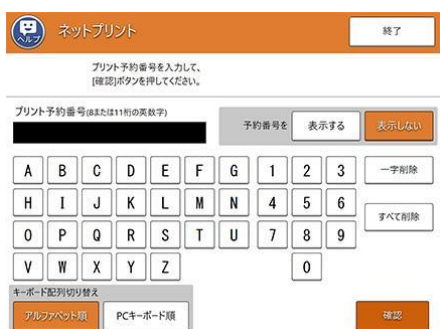 ヘルプ
ネットプリント
終了
プリント予約番号を入力して、
[確認]ボタンを押してください。
プリント予約番号(8または11桁の英数字)
予約番号を 表示する 表示しない
A B C D E F G 1 2 3 一字削除
H I J K L M N 4 5 6
すべて削除
O P Q R S T U 7 8 9
V W X Y Z 0
キーボード配列切り替え
アルファベット順 PCキーボード順 確認